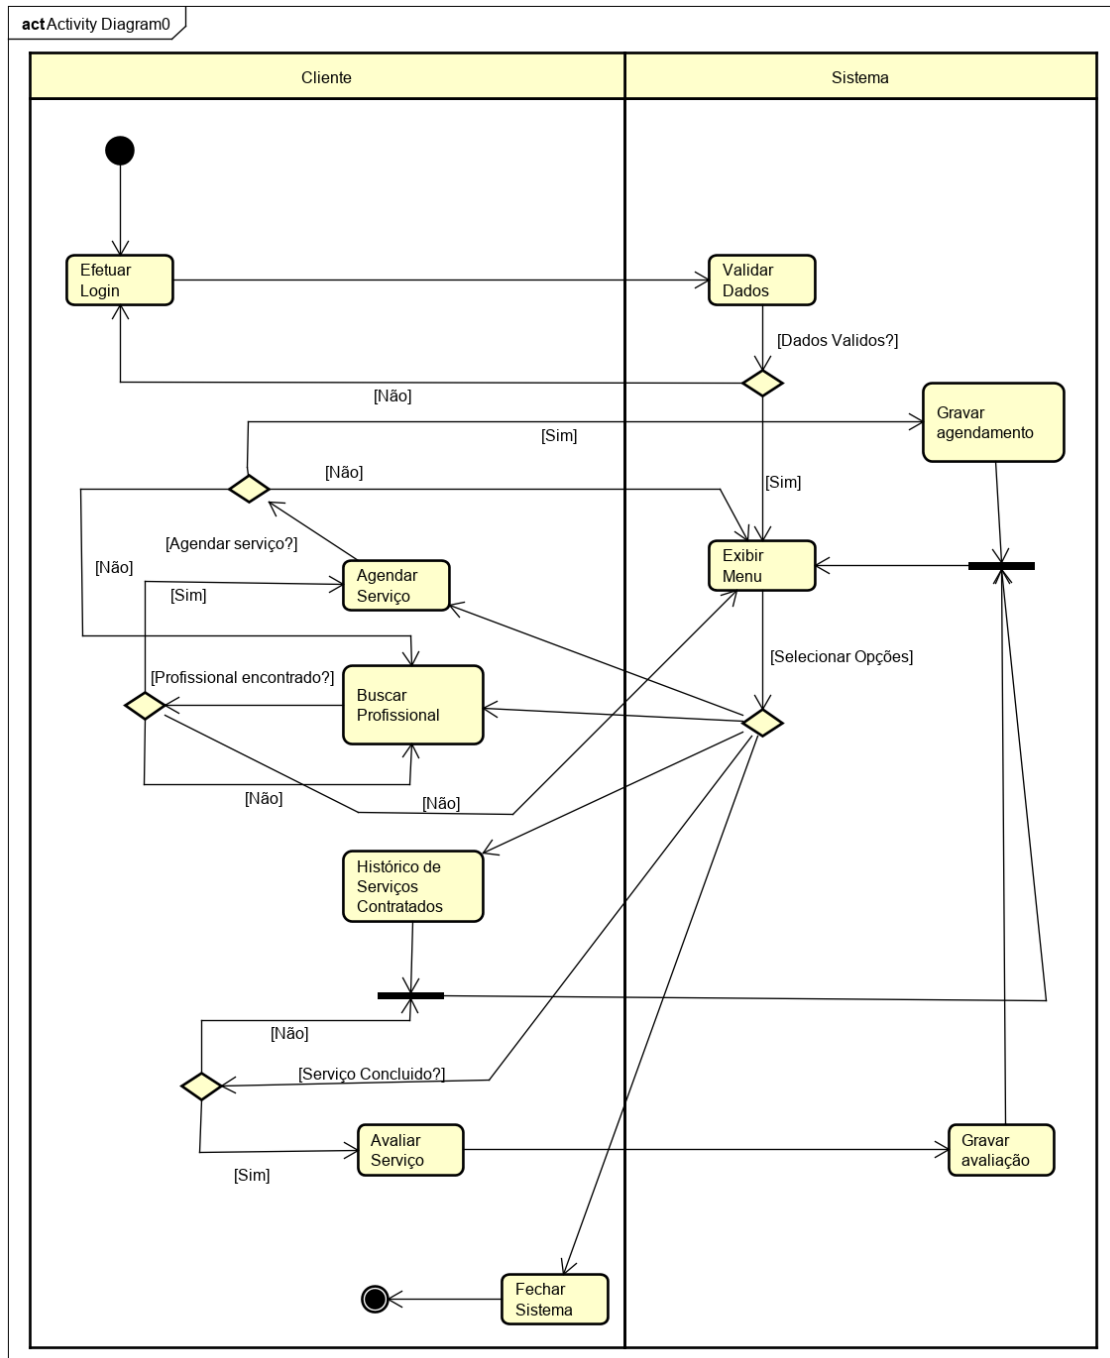 act Activity Diagram0
Cliente
Sistema
Efetuar
Login
Validar
Dados
[Dados Validos?]
[Não]
Gravar
agendamento
[Sim]
[Não]
[Sim]
[Agendar serviço?]
Exibir
Menu
[Não]
Agendar
Serviço
[Sim]
[Selecionar Opções]
[Profissional encontrado?]
Buscar
Profissional
[Não]
[Não]
Histórico de
Serviços
Contratados
[Não]
[Serviço Concluido?]
Avaliar
Serviço
Gravar
avaliação
[Sim]
Fechar
Sistema